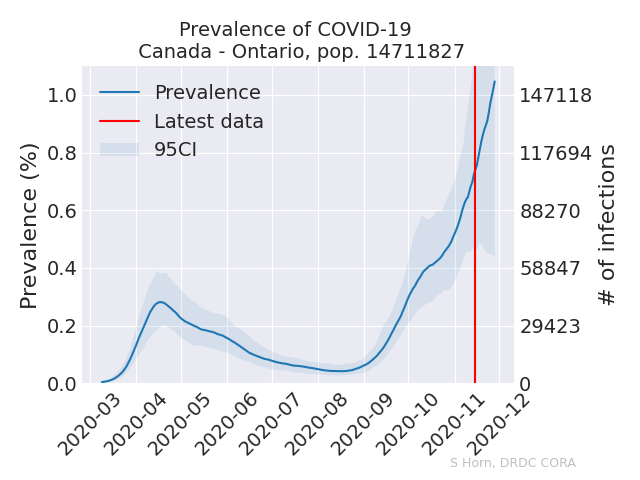 Prevalence of COVID-19
Canada - Ontario, pop. 14711827
Prevalence
Latest data
95CI
Prevalence (%)
1.0
0.8
0.6
0.4
0.2
0.0
147118
117694
88270
58847
29423
0
# of infections
2020-03
2020-04
2020-05
2020-06
2020-07
2020-08
2020-09
2020-10
2020-11
2020-12
S Horn, DRDC CORA